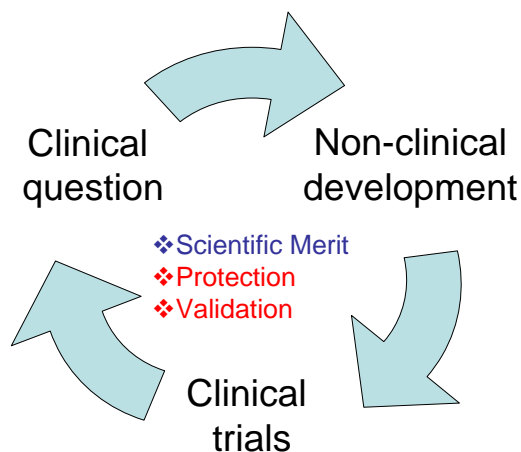 Clinical
question
Non-clinical
development
❖Scientific Merit
❖Protection
❖Validation
Clinical
trials